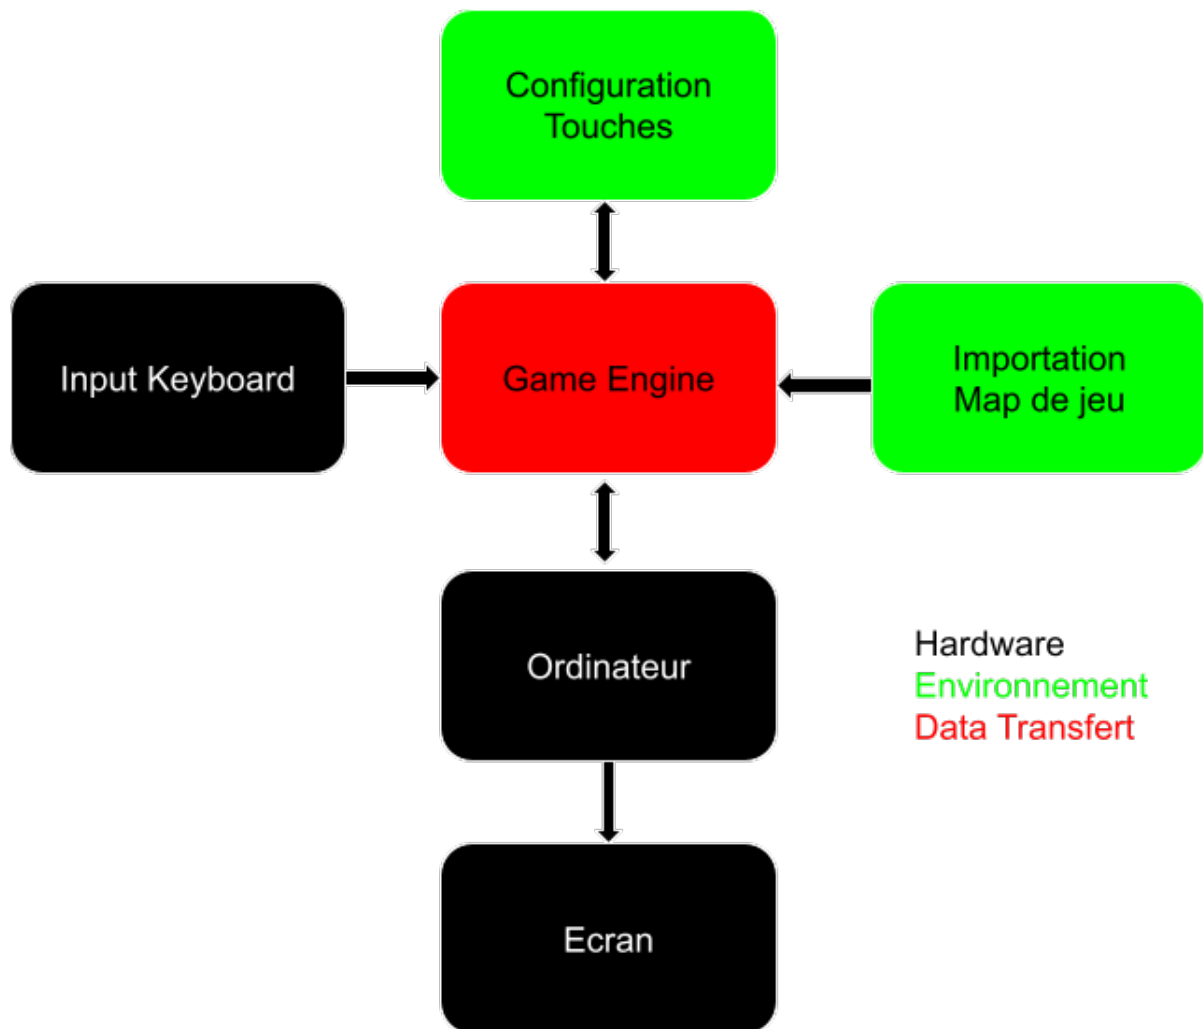 Configuration
Touches
Input Keyboard
Game Engine
Importation
Map de jeu
Ordinateur
Hardware
Environnement
Data Transfert
Ecran